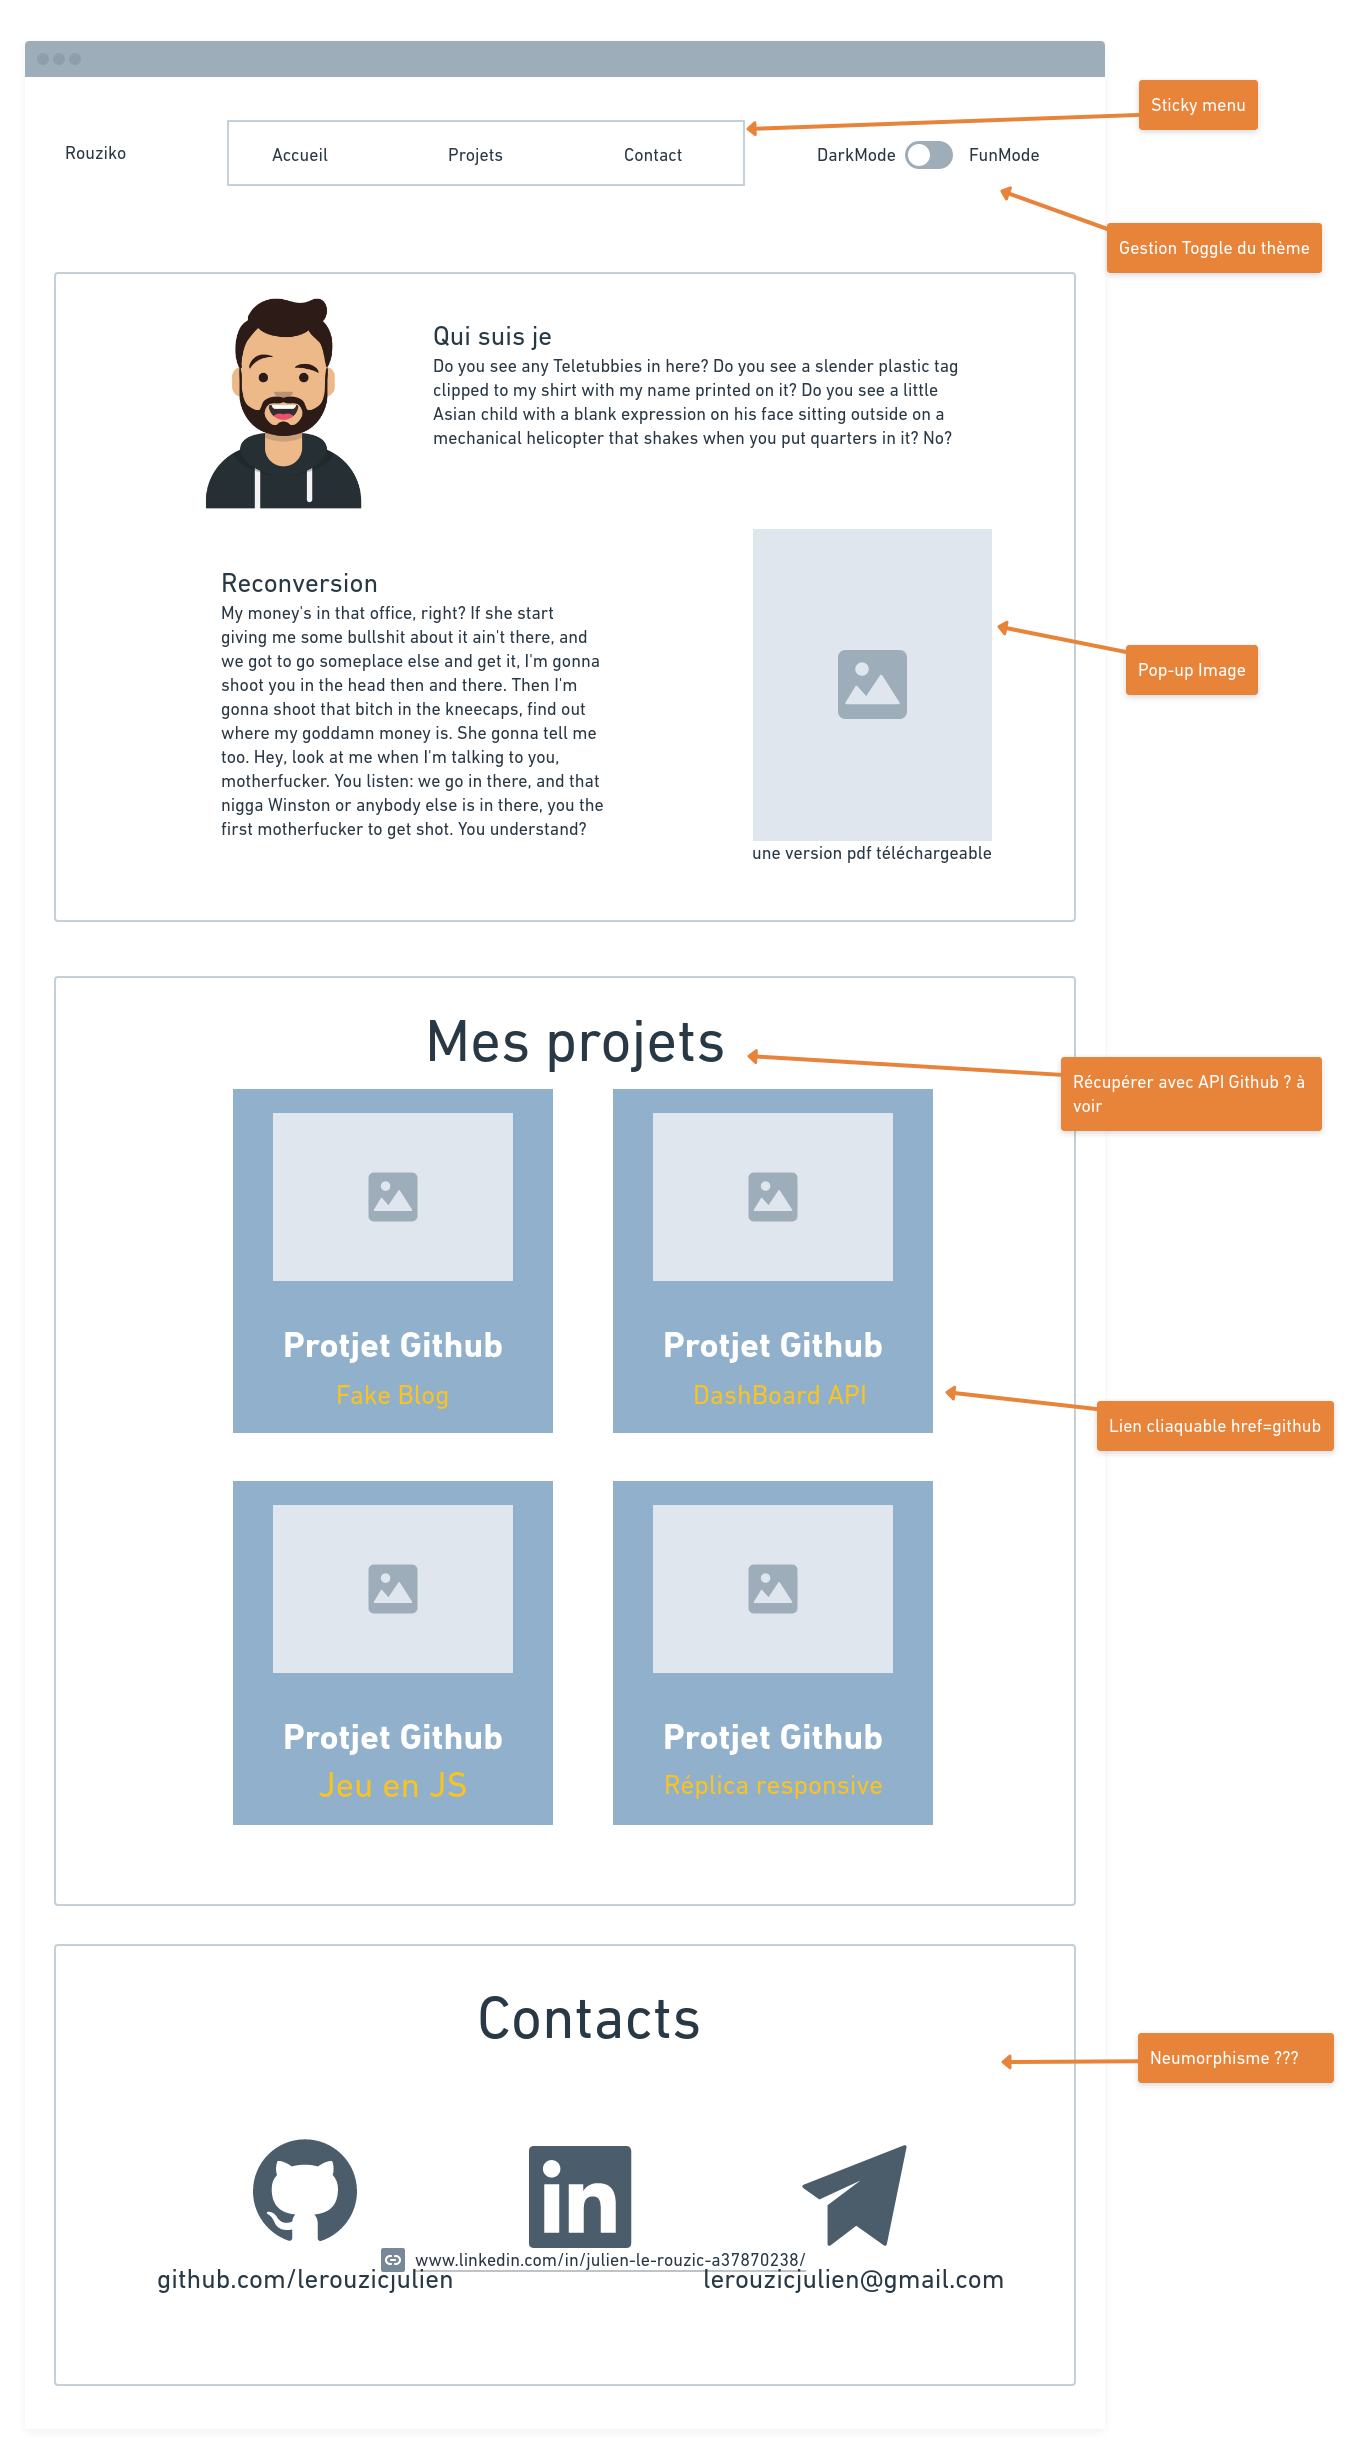 Sticky menu
Rouziko
Accueil
Projets
Contact
DarkMode
FunMode
Gestion Toggle du thème
Qui suis je
Do you see any Teletubbies in here? Do you see a slender plastic tag
clipped to my shirt with my name printed on it? Do you see a little
Asian child with a blank expression on his face sitting outside on a
mechanical helicopter that shakes when you put quarters in it? No?
Reconversion
My money's in that office, right? If she start
giving me some bullshit about it ain't there, and
we got to go someplace else and get it, I'm gonna
shoot you in the head then and there. Then I'm
gonna shoot that bitch in the kneecaps, find out
where my goddamn money is. She gonna tell me
too. Hey, look at me when I'm talking to you,
motherfucker. You listen: we go in there, and that
nigga Winston or anybody else is in there, you the
first motherfucker to get shot. You understand?
Pop-up Image
une version pdf téléchargeable
Mes projets
Récupérer avec API Github ? à
voir
Protjet Github
Fake Blog
Protjet Github
DashBoard API
Lien cliaquable href=github
Protjet Github
Jeu en JS
Protjet Github
Réplica responsive
Contacts
Neumorphisme ???
www.linkedin.com/in/julien-le-rouzic-a37870238/
github.com/lerouzicjulien
lerouzicjulien@gmail.com